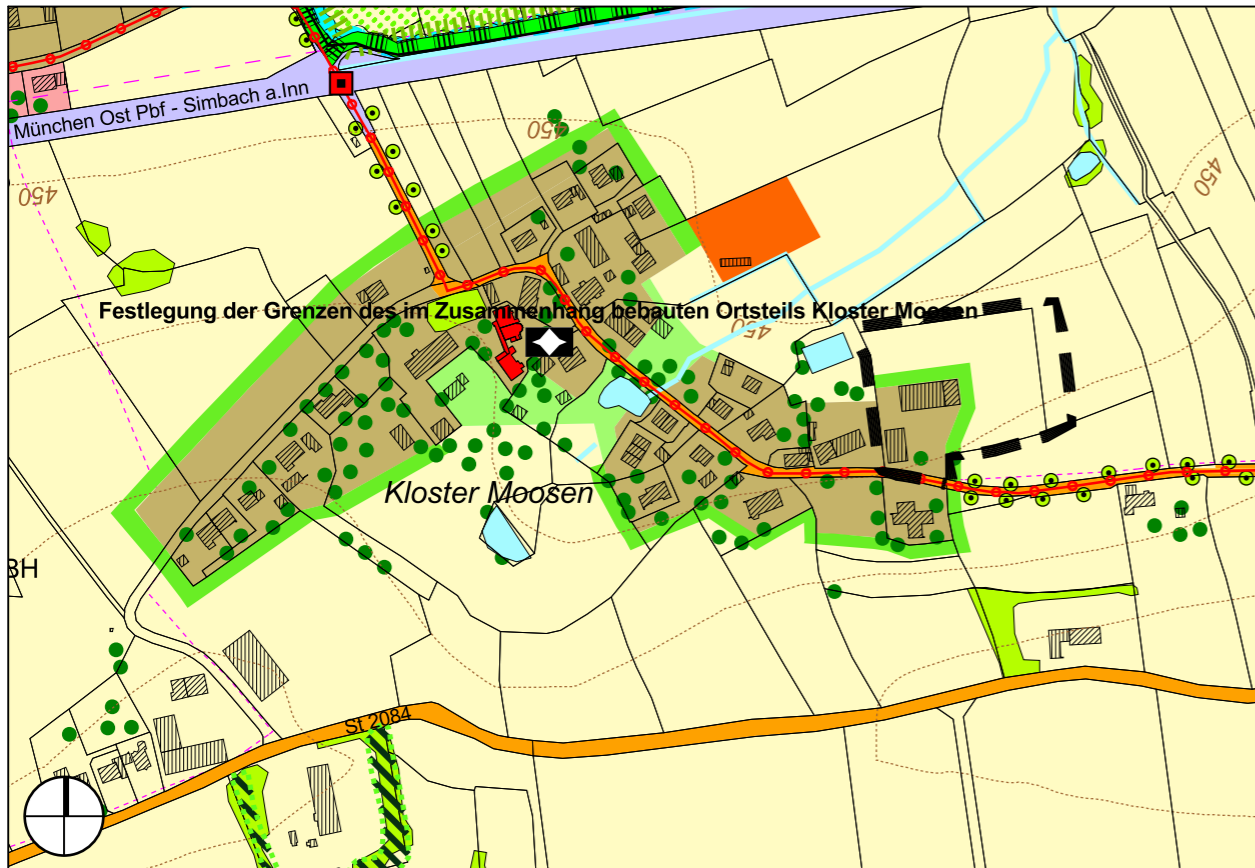 München Ost Pbf - Simbach a.Inn
450
450
450
450
Festlegung der Grenzen des im Zusammenhang bebauten Ortsteils Kloster Moosen
Kloster Moosen
BH
St 2084